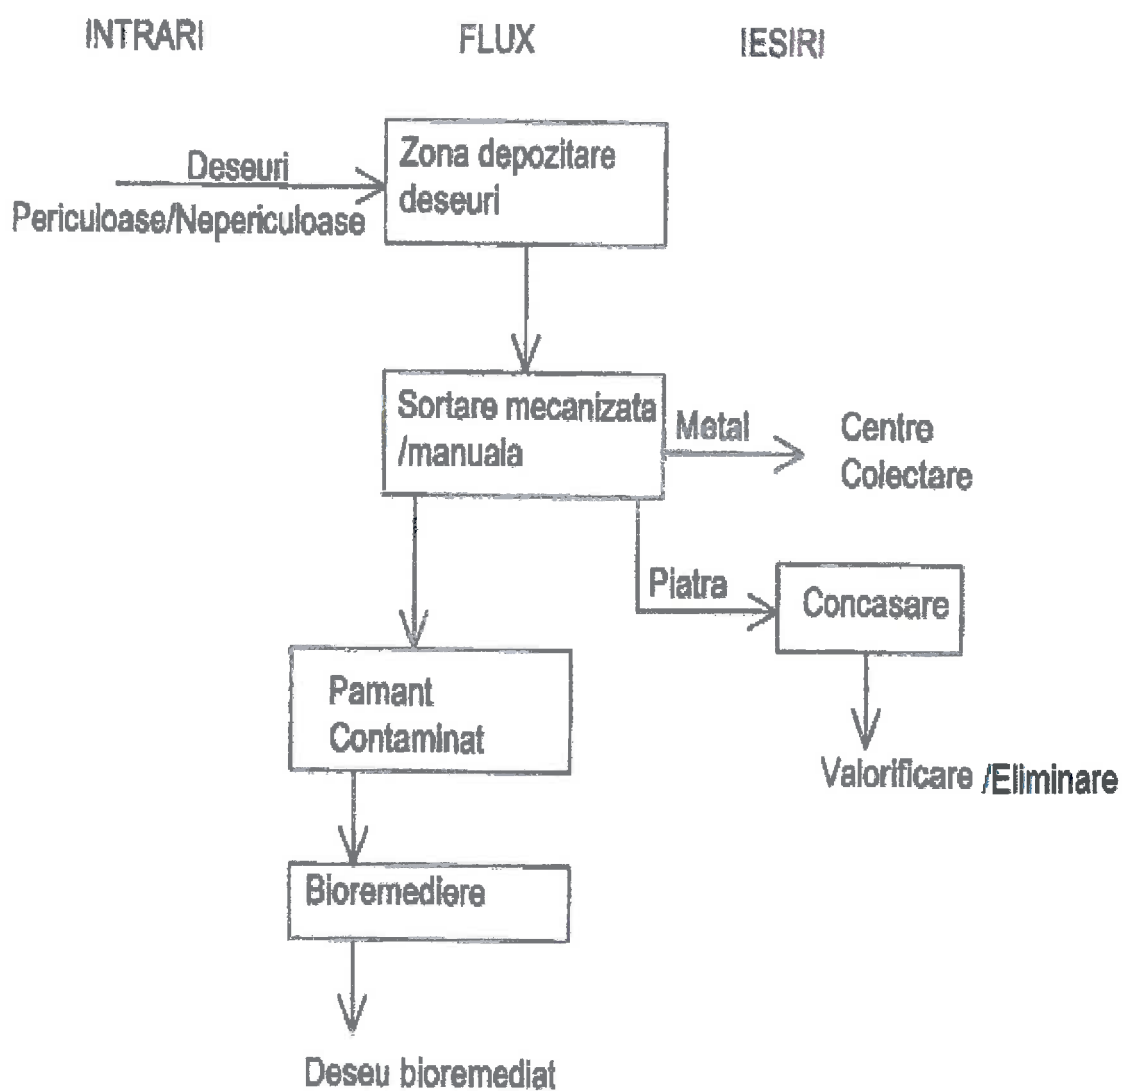 INTRARI
FLUX
IESIRI
Deseuri
Periculoase/Nepericuloase
Zona depozitare
deseuri
Sortare mecanizata
/manuala
Metal
Centre
Colectare
Piatra
Concasare
Valorificare /Eliminare
Pamant
Contaminat
Bioremediere
Deseu bioremediat